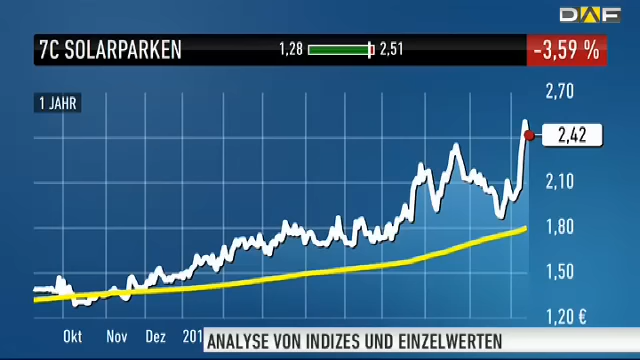 DAF
7C SOLARPARKEN
1,28
2,51
-3,59 %
1 JAHR
2,70
2,42
2,10
1,80
1,50
1,20 €
Okt Nov Dez 201
ANALYSE VON INDIZES UND EINZELWERTEN